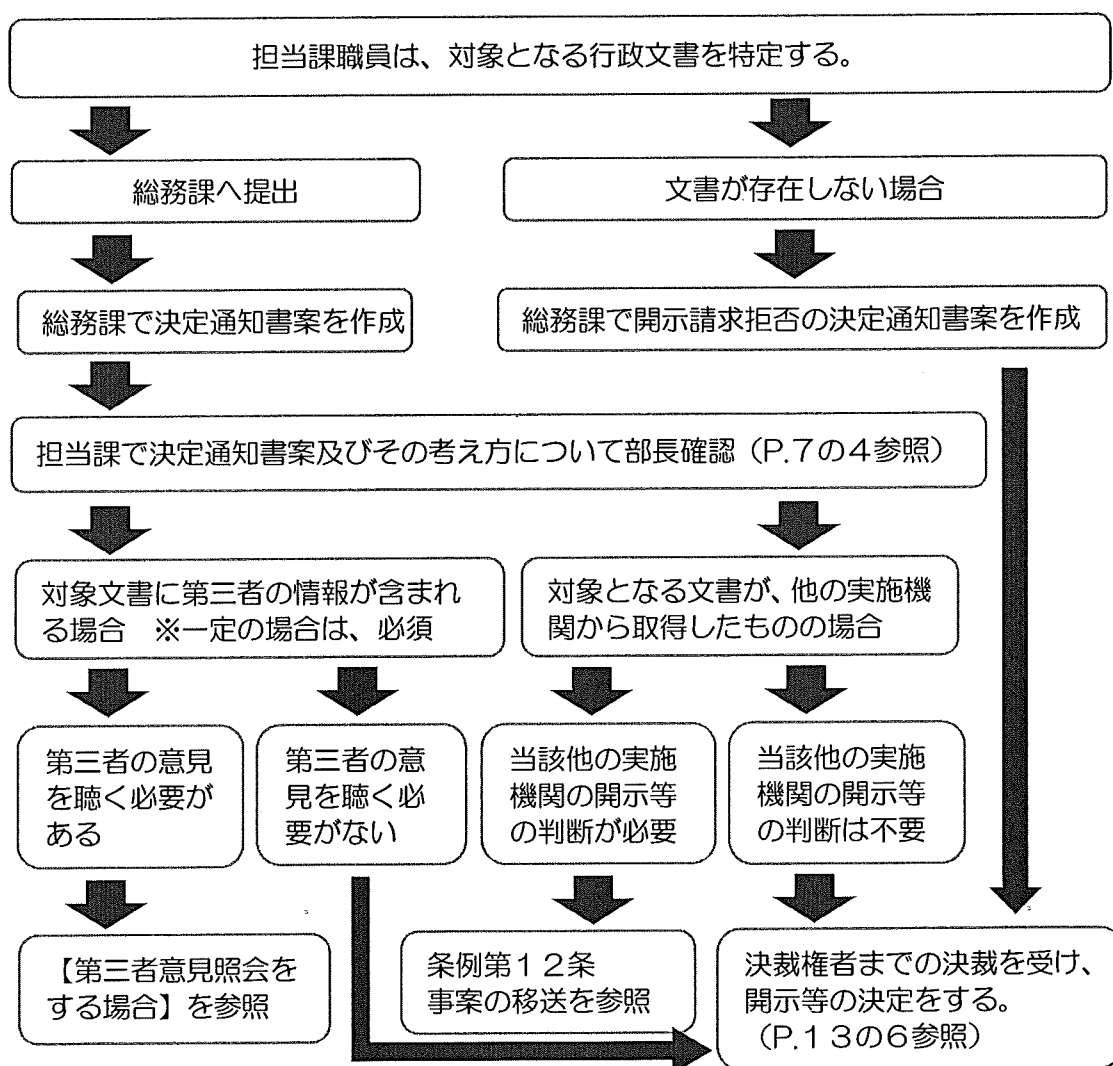 担当課職員は、対象となる行政文書を特定する。
総務課へ提出
文書が存在しない場合
総務課で決定通知書案を作成
総務課で開示請求拒否の決定通知書案を作成
担当課で決定通知書案及びその考え方について部長確認（P.７の４参照）
対象文書に第三者の情報が含まれ
る場合　※一定の場合は、必須
対象となる文書が、他の実施機
関から取得したものの場合
第三者の意見
を聴く必要が
ある
第三者の意
見を聴く必
要がない
当該他の実施
機関の開示等
の判断が必要
当該他の実施
機関の開示等
の判断は不要
【第三者意見照会を
する場合】を参照
条例第１２条
事案の移送を参照
決裁権者までの決裁を受け、
開示等の決定をする。
（P.１３の６参照）